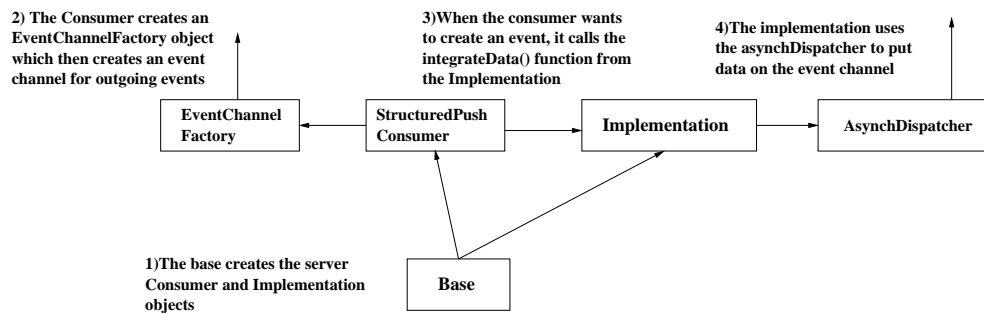 2) The Consumer creates an
EventChannelFactory object
which then creates an event
channel for outgoing events
3)When the consumer wants
to create an event, it calls the
integrateData() function from
the Implementation
4)The implementation uses
the asynchDispatcher to put
data on the event channel
EventChannel
Factory
StructuredPush
Consumer
Implementation
AsynchDispatcher
1)The base creates the server
Consumer and Implementation
objects
Base